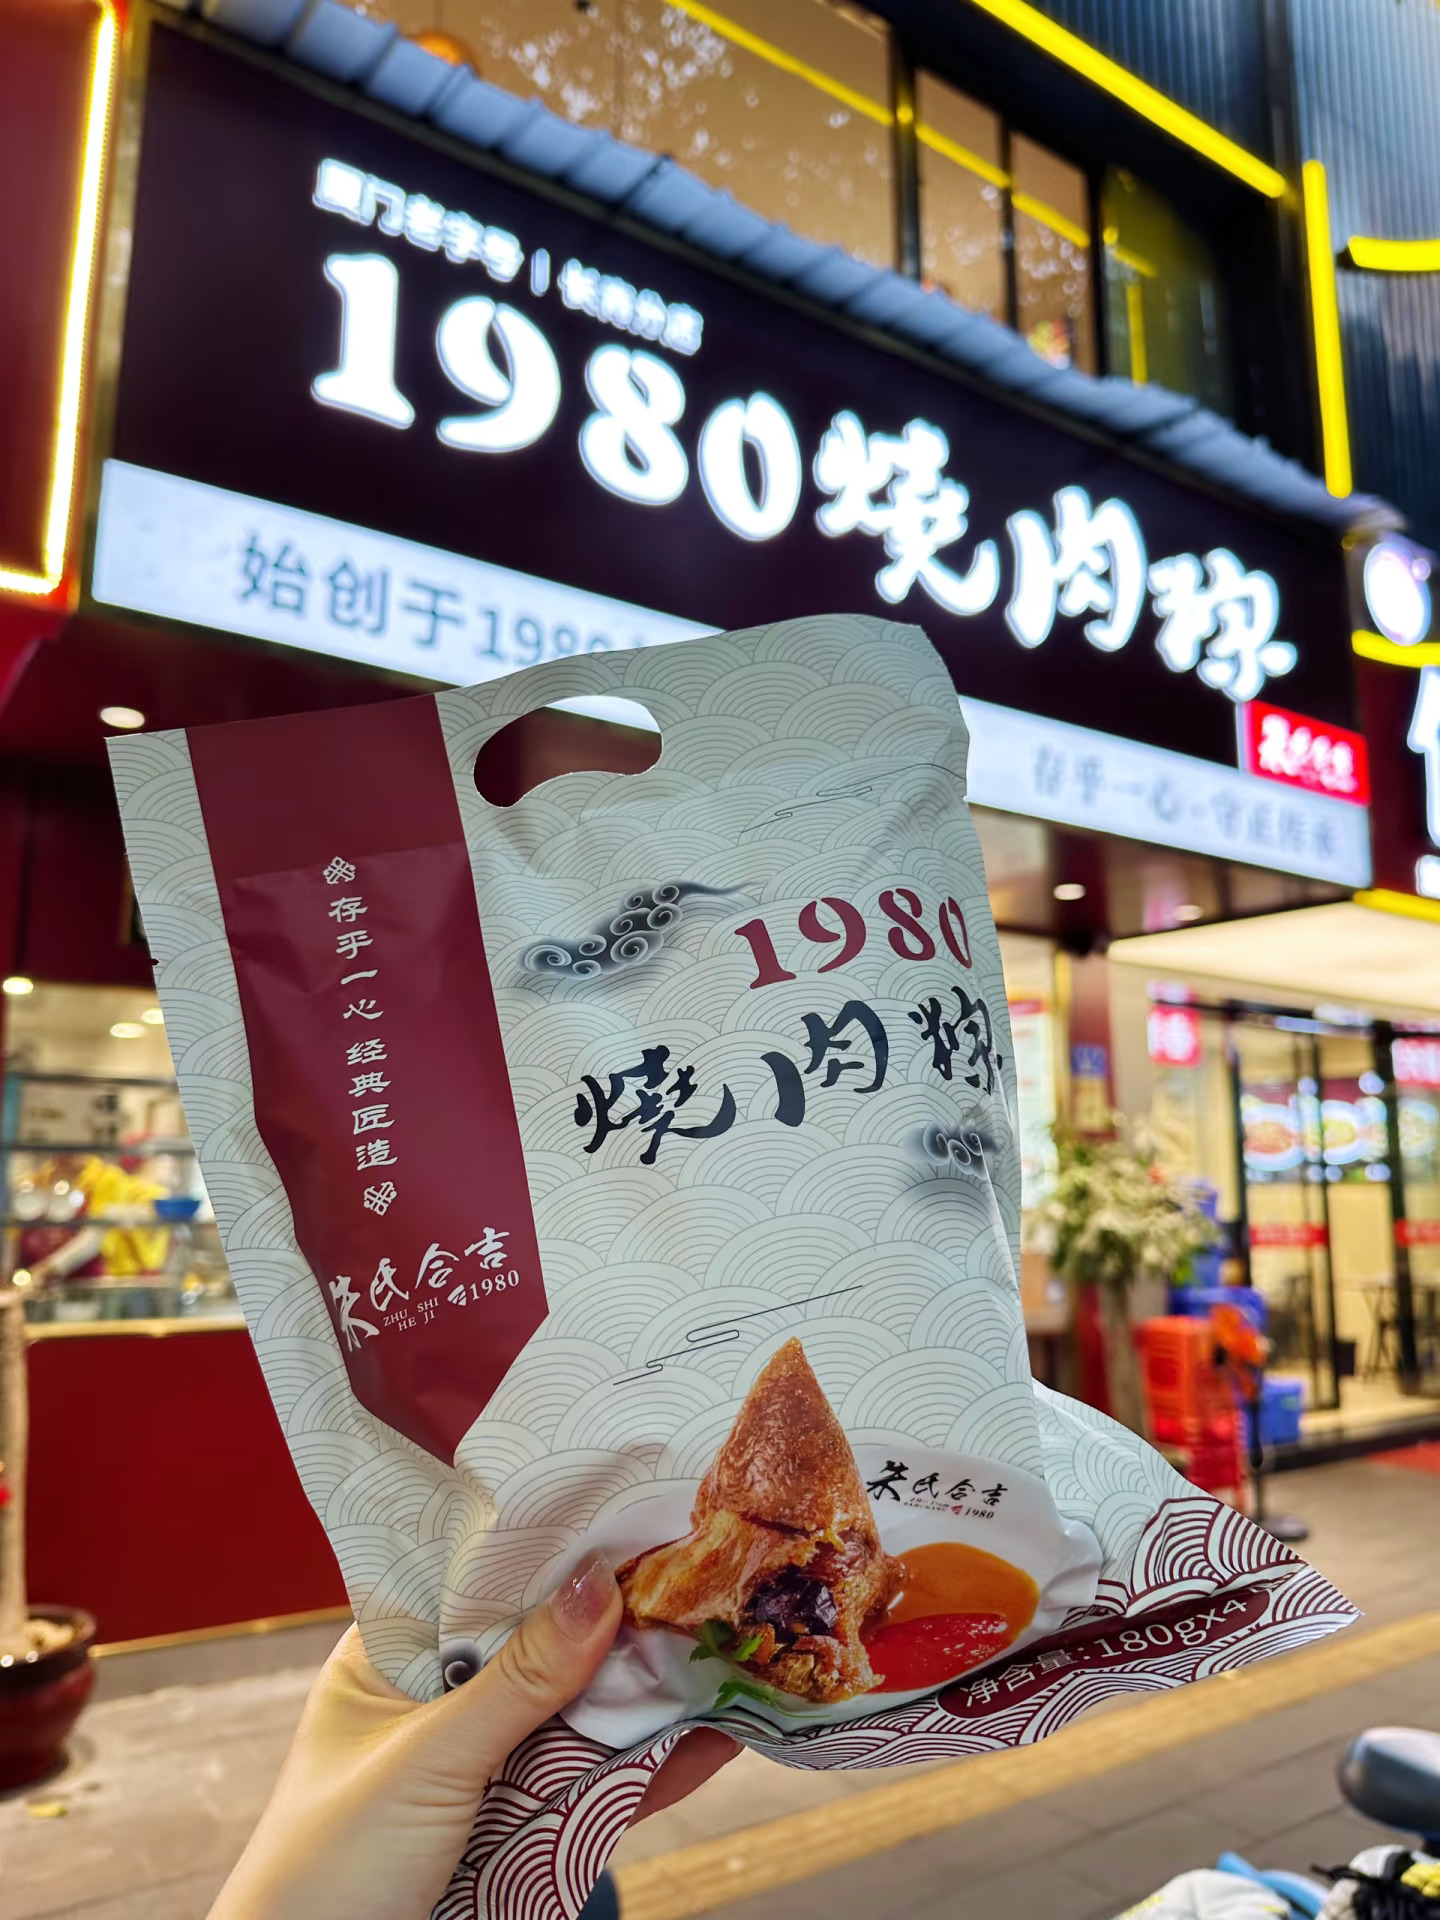 厦门老字号 | 长青分店
1980燒肉粽
始创于1980
存乎一心·守正传承
存乎一心 经典匠造
朱氏合吉
ZHU SHI
HE JI
1980
1980
燒肉粽
朱氏合吉
1980
净含量:180gx4